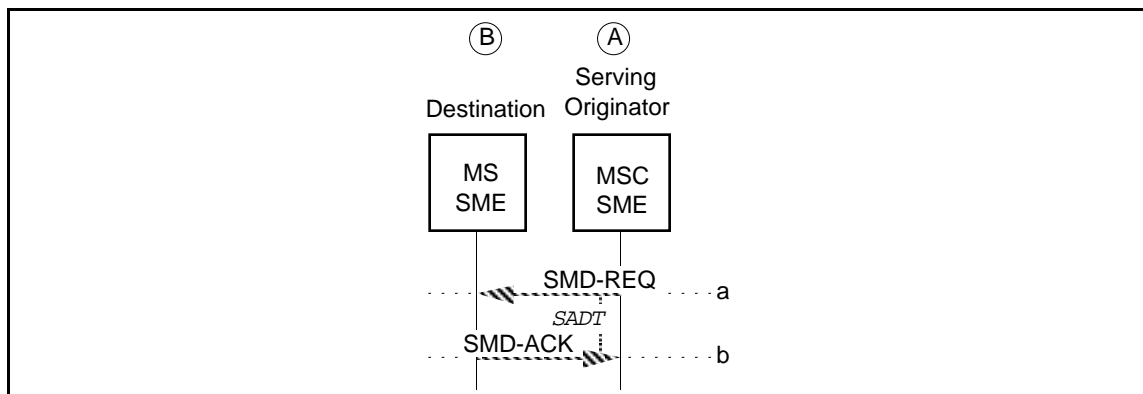 B A
Serving
Destination Originator
MS MSC
SME SME
SMD-REQ a
SADT
SMD-ACK b